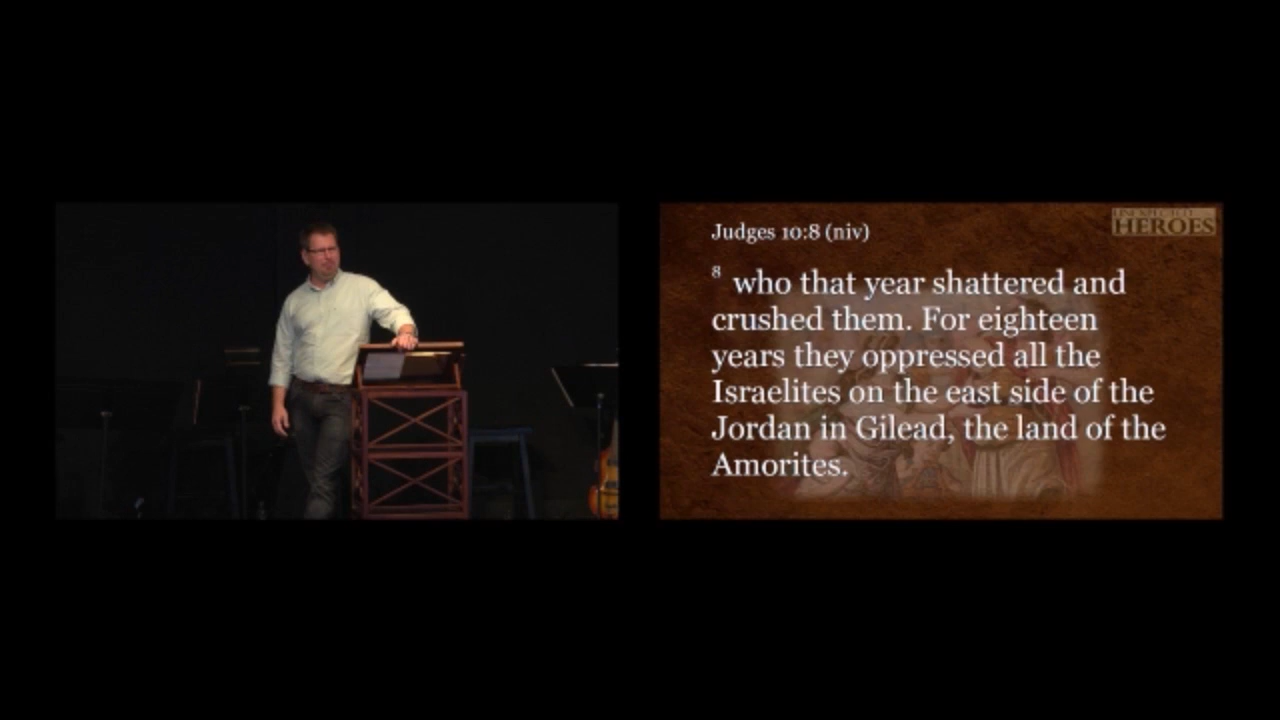 Judges 10:8 (niv)
UNEXPECTED
HEROES
8 who that year shattered and
crushed them. For eighteen
years they oppressed all the
Israelites on the east side of the
Jordan in Gilead, the land of the
Amorites.